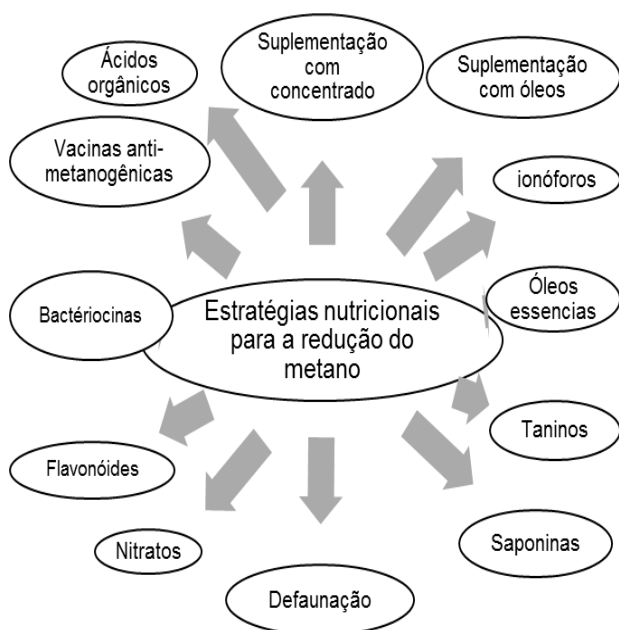 Ácidos
orgânicos
Suplementação
com
concentrado
Suplementação
com óleos
Vacinas anti-
metanogênicas
ionóforos
Bactériocinas
Estratégias nutricionais
para a redução do
metano
Óleos
essencias
Taninos
Flavonóides
Nitratos
Saponinas
Defaunação